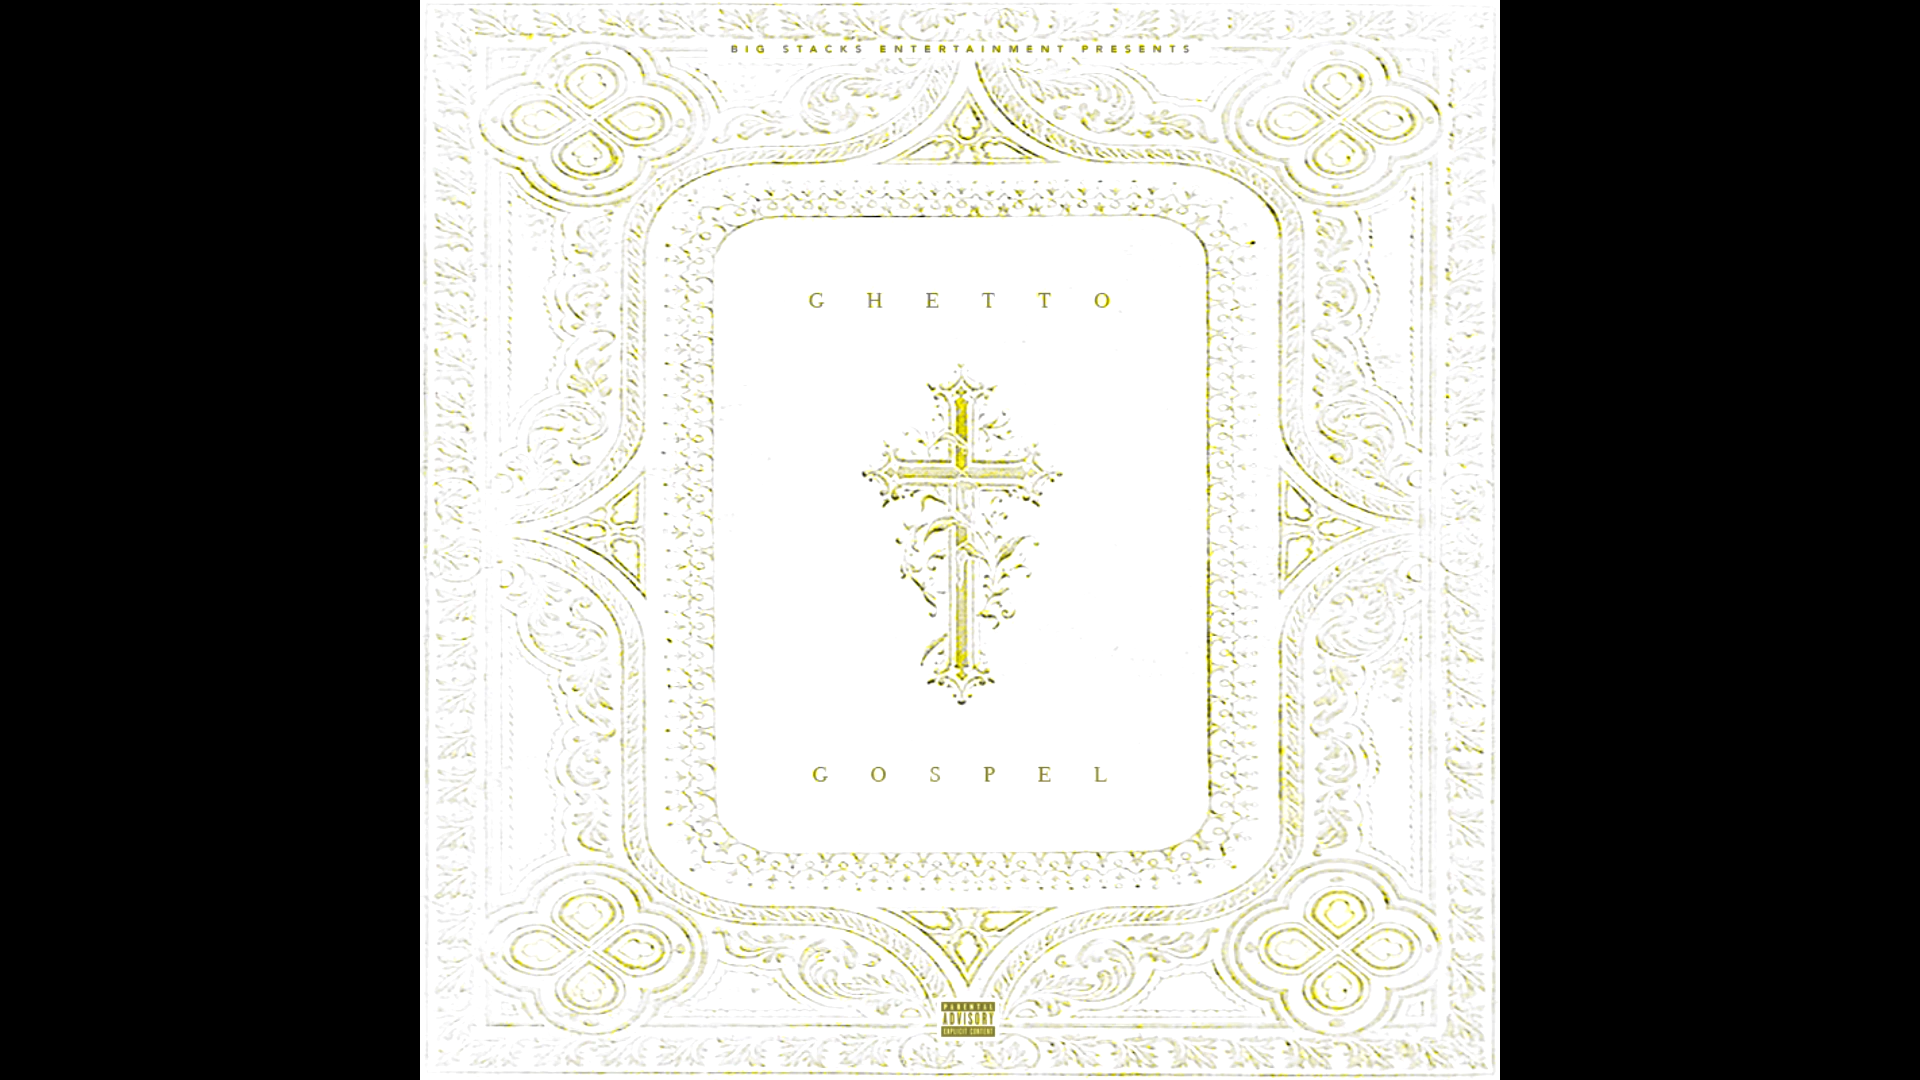 BIG STACKS ENTERTAINMENT PRESENTS
GHETTO
GOSPEL
PARENTAL
ADVISORY
EXPLICIT CONTENT